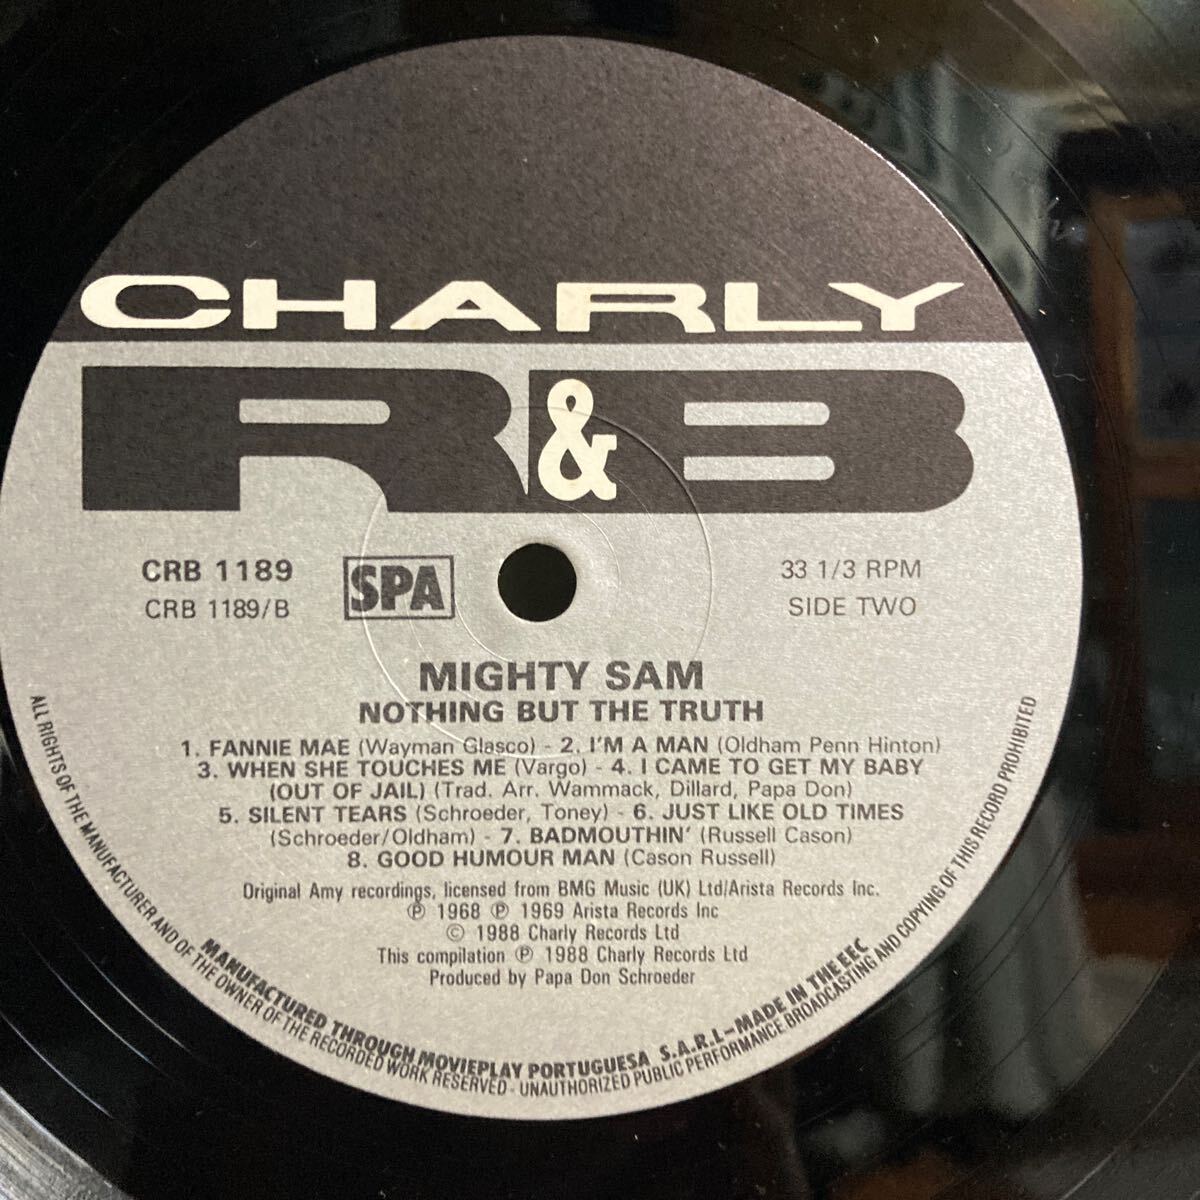 CHARLY
R&B
CRB 1189
CRB 1189/B
SPA
33 1/3 RPM
SIDE TWO
MIGHTY SAM
NOTHING BUT THE TRUTH
1. FANNIE MAE (Wayman Glasco) - 2. I'M A MAN (Oldham Penn Hinton)
3. WHEN SHE TOUCHES ME (Vargo) - 4. I CAME TO GET MY BABY
(OUT OF JAIL) (Trad. Arr. Wammack, Dillard, Papa Don)
5. SILENT TEARS (Schroeder, Toney) - 6. JUST LIKE OLD TIMES
(Schroeder/Oldham) - 7. BADMOUTHIN' (Russell Cason)
8. GOOD HUMOUR MAN (Cason Russell)
Original Amy recordings, licensed from BMG Music (UK) Ltd/Arista Records Inc.
℗ 1968 ℗ 1969 Arista Records Inc
© 1988 Charly Records Ltd
This compilation ℗ 1988 Charly Records Ltd
Produced by Papa Don Schroeder
MANUFACTURED THROUGH MOVIEPLAY PORTUGUESA S.A.R.L-MADE IN THE EEC
ALL RIGHTS OF THE MANUFACTURER AND OF THE OWNER OF THE RECORDED WORK RESERVED - UNAUTHORIZED PUBLIC PERFORMANCE BROADCASTING AND COPYING OF THIS RECORD PROHIBITED